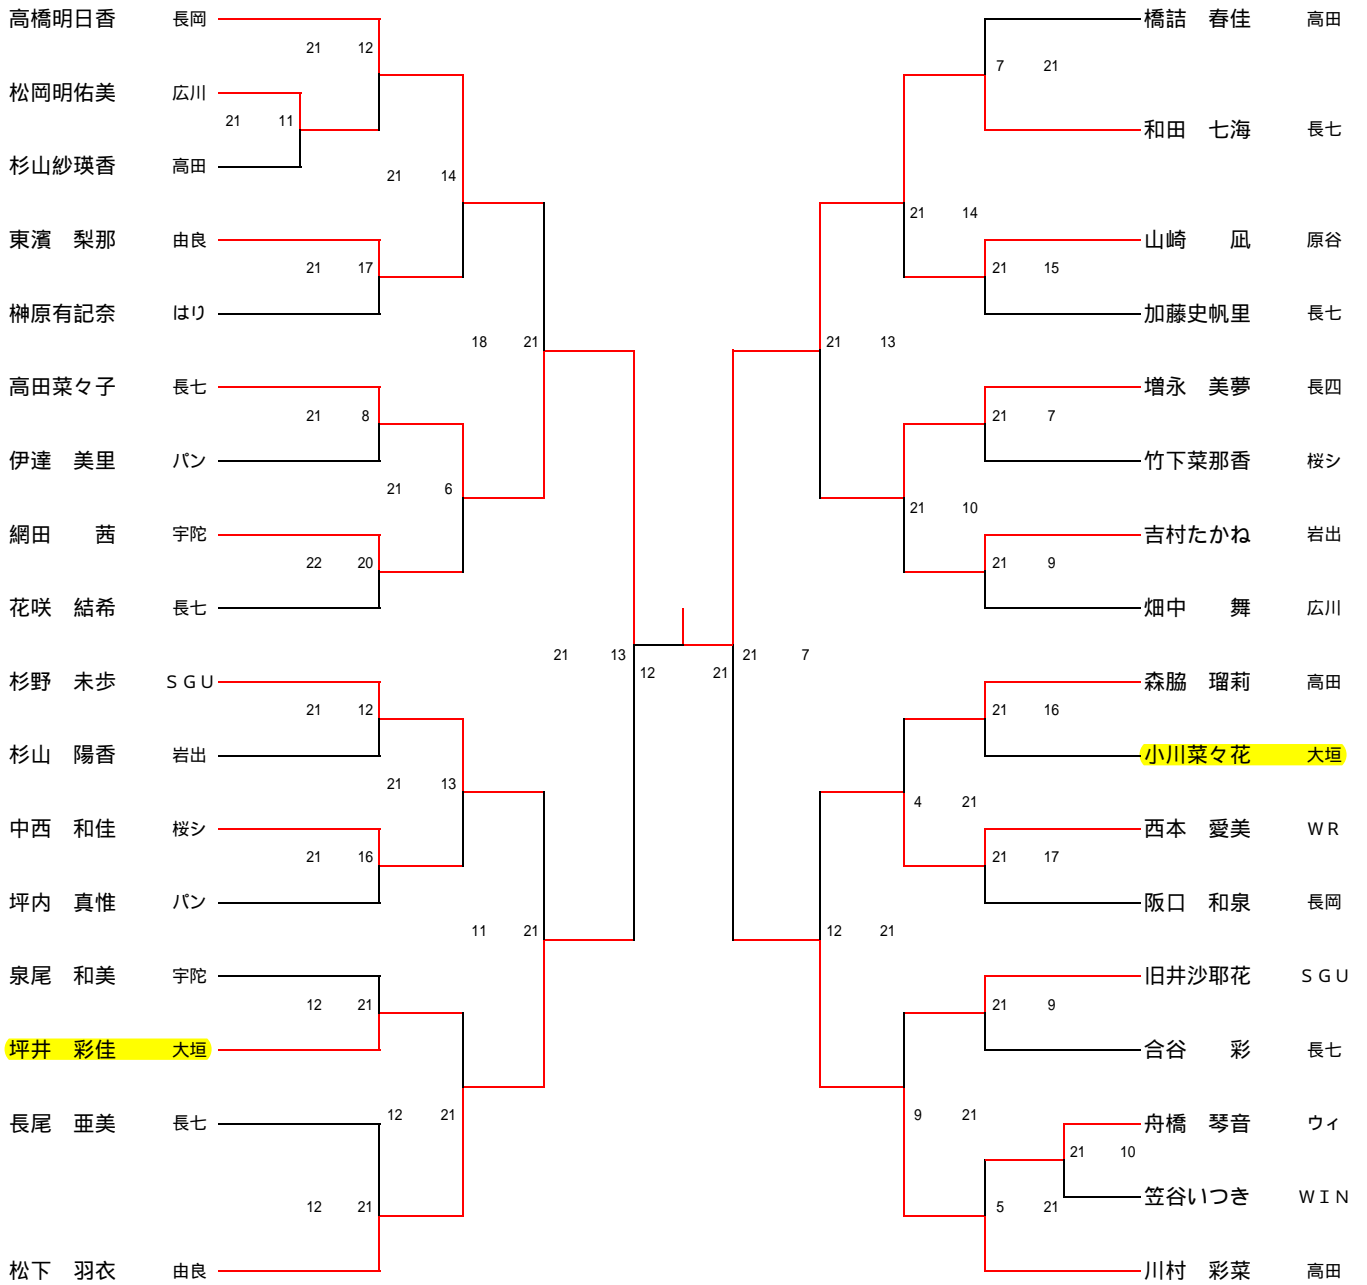 高橋明日香 長岡 橋詰 春佳 高田
21 12
7 21
松岡明佑美 広川
21 11
和田 七海 長七
杉山紗瑛香 高田
21 14
21 14
東濱 梨那 由良 山崎 凪 原谷
21 17 21 15
榊原有記奈 はり 加藤史帆里 長七
18 21 21 13
高田菜々子 長七 増永 美夢 長四
21 8 21 7
伊達 美里 パン 竹下菜那香 桜シ
21 6
21 10
網田 茜 宇陀 吉村たかね 岩出
22 20 21 9
花咲 結希 長七 畑中 舞 広川
21 13 21 7
12 21
杉野 未歩 SGU 森脇 瑠莉 高田
21 12 21 16
杉山 陽香 岩出 小川菜々花 大垣
21 13
4 21
中西 和佳 桜シ 西本 愛美 WR
21 16 21 17
坪内 真惟 パン 阪口 和泉 長岡
11 21 12 21
泉尾 和美 宇陀 旧井沙耶花 SGU
12 21 21 9
坪井 彩佳 大垣 合谷 彩 長七
12 21 9 21
長尾 亜美 長七 舟橋 琴音 ウィ
21 10
笠谷いつき WIN
12 21 5 21
松下 羽衣 由良 川村 彩菜 高田